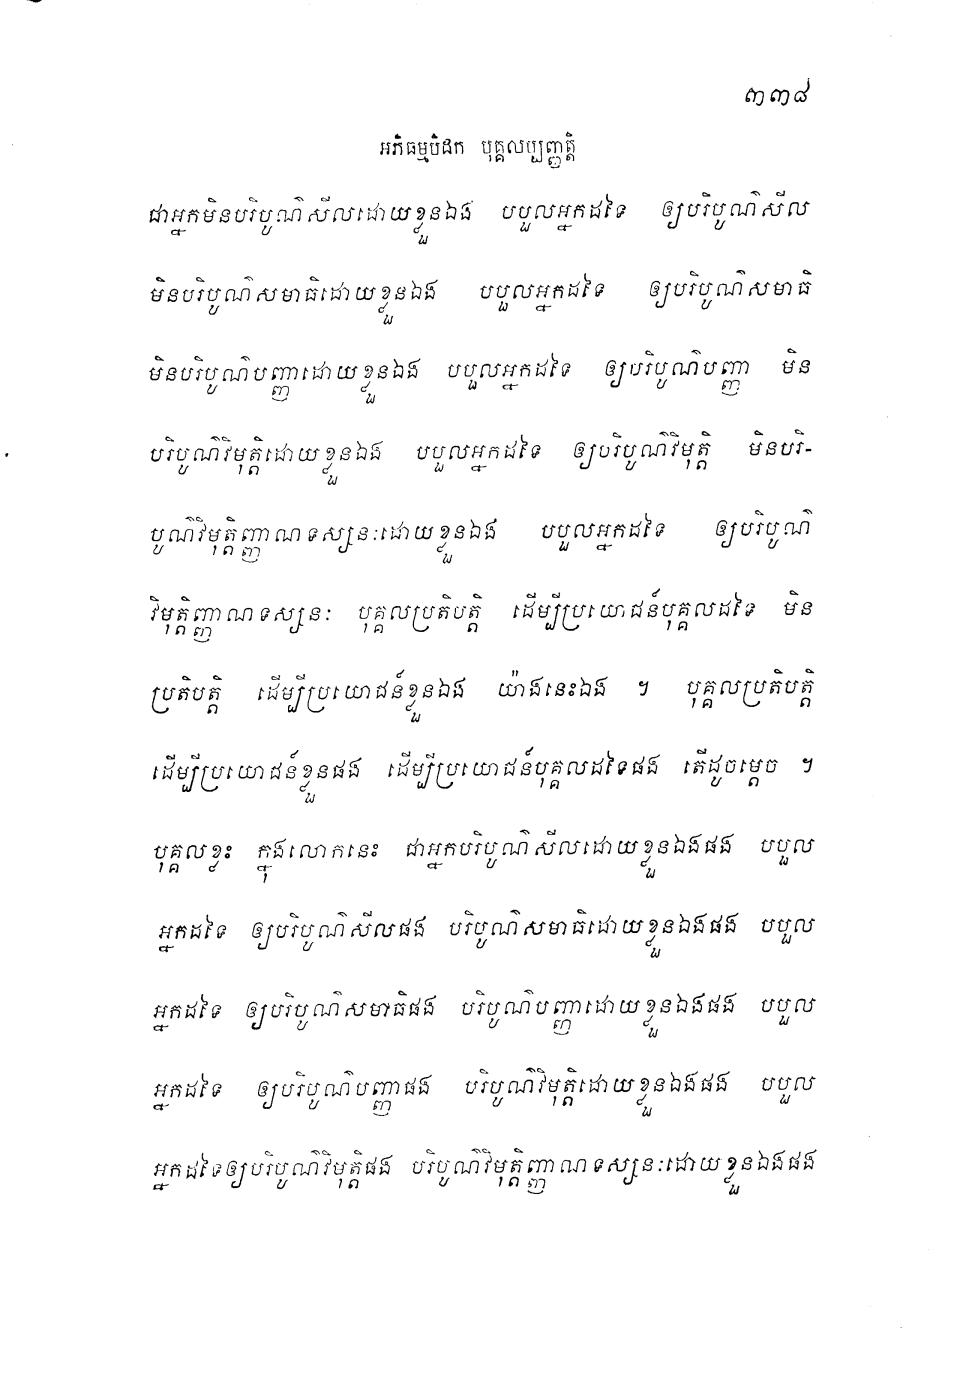 ៣៣៨
អភិធម្មបិដក បុគ្គលប្បញ្ញត្តិ
ជាអ្នកមិនបរិបូណ៌សីលដោយខ្លួនឯង បបួលអ្នកដទៃ ឲ្យបរិបូណ៌សីល
មិនបរិបូណ៌សមាធិដោយខ្លួនឯង បបួលអ្នកដទៃ ឲ្យបរិបូណ៌សមាធិ
មិនបរិបូណ៌បញ្ញាដោយខ្លួនឯង បបួលអ្នកដទៃ ឲ្យបរិបូណ៌បញ្ញា មិន
បរិបូណ៌វិមុត្តិដោយខ្លួនឯង បបួលអ្នកដទៃ ឲ្យបរិបូណ៌វិមុត្តិ មិនបរិ-
បូណ៌វិមុត្តិញ្ញាណទស្សនៈដោយខ្លួនឯង បបួលអ្នកដទៃ ឲ្យបរិបូណ៌
វិមុត្តិញ្ញាណទស្សនៈ បុគ្គលប្រតិបត្តិ ដើម្បីប្រយោជន៍បុគ្គលដទៃ មិន
ប្រតិបត្តិ ដើម្បីប្រយោជន៍ខ្លួនឯង យ៉ាងនេះឯង ។ បុគ្គលប្រតិបត្តិ
ដើម្បីប្រយោជន៍ខ្លួនផង ដើម្បីប្រយោជន៍បុគ្គលដទៃផង តើដូចម្តេច ។
បុគ្គលខ្លះ ក្នុងលោកនេះ ជាអ្នកបរិបូណ៌សីលដោយខ្លួនឯងផង បបួល
អ្នកដទៃ ឲ្យបរិបូណ៌សីលផង បរិបូណ៌សមាធិដោយខ្លួនឯងផង បបួល
អ្នកដទៃ ឲ្យបរិបូណ៌សមាធិផង បរិបូណ៌បញ្ញាដោយខ្លួនឯងផង បបួល
អ្នកដទៃ ឲ្យបរិបូណ៌បញ្ញាផង បរិបូណ៌វិមុត្តិដោយខ្លួនឯងផង បបួល
អ្នកដទៃឲ្យបរិបូណ៌វិមុត្តិផង បរិបូណ៌វិមុត្តិញ្ញាណទស្សនៈដោយខ្លួនឯងផង